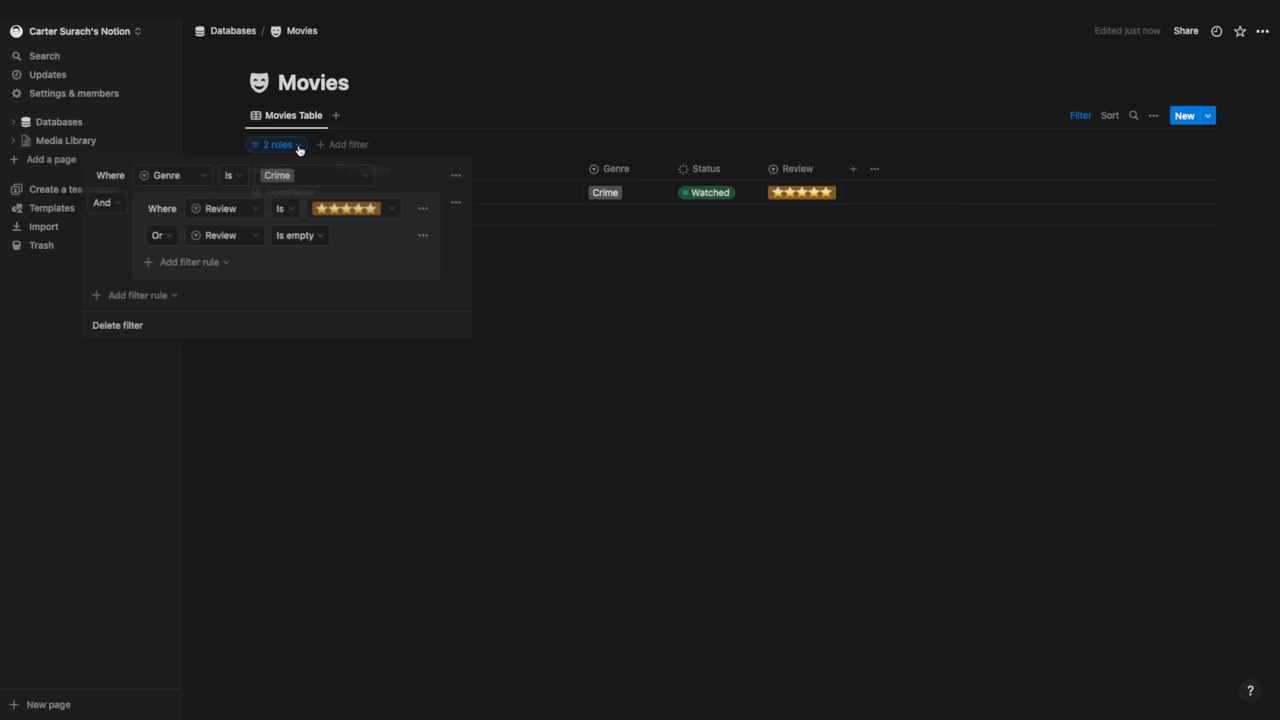 Carter Surach's Notion
Databases / Movies
Edited just now
Share
Search
Updates
Settings & members
Databases
Media Library
Add a page
Create a tea
Templates
Import
Trash
New page
Movies
Movies Table
Filter
Sort
New
2 rules
Add filter
Genre
Status
Review
Crime
Watched
Where Genre Is Crime
And
Where Review Is
Or Review Is empty
Add filter rule
Add filter rule
Delete filter
Goodfellas
?